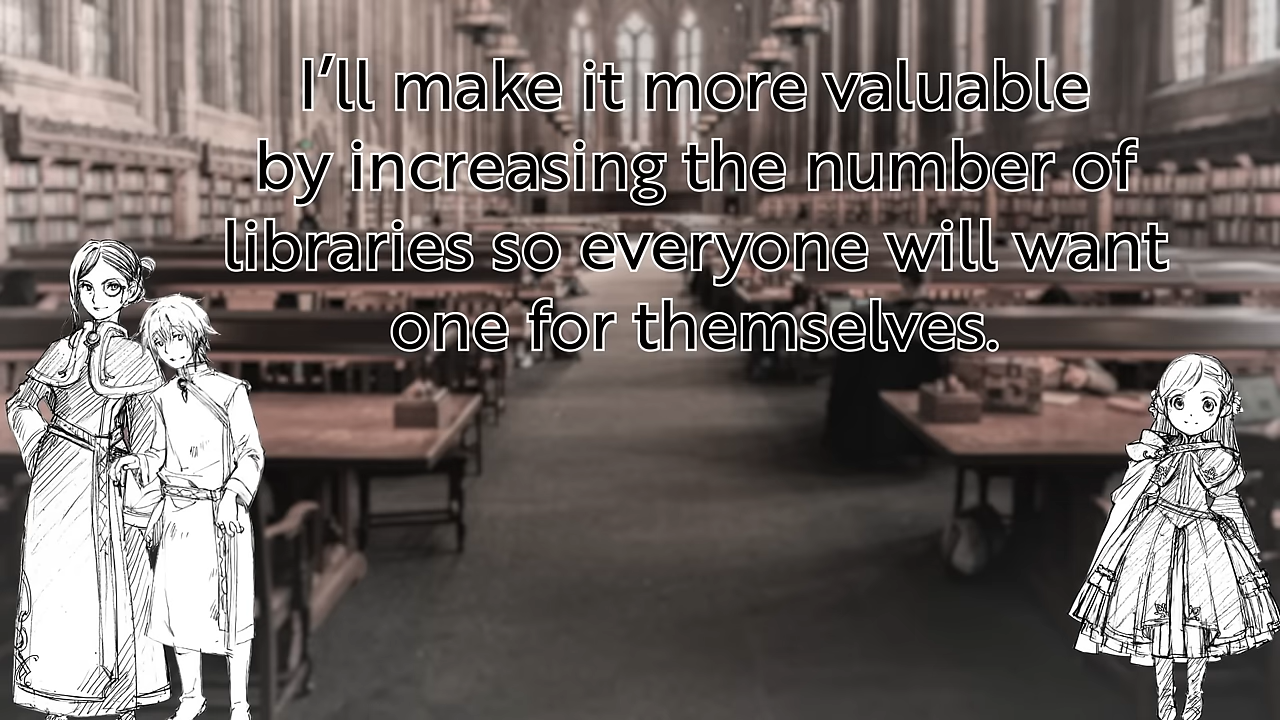 I’ll make it more valuable
by increasing the number of
libraries so everyone will want
one for themselves.